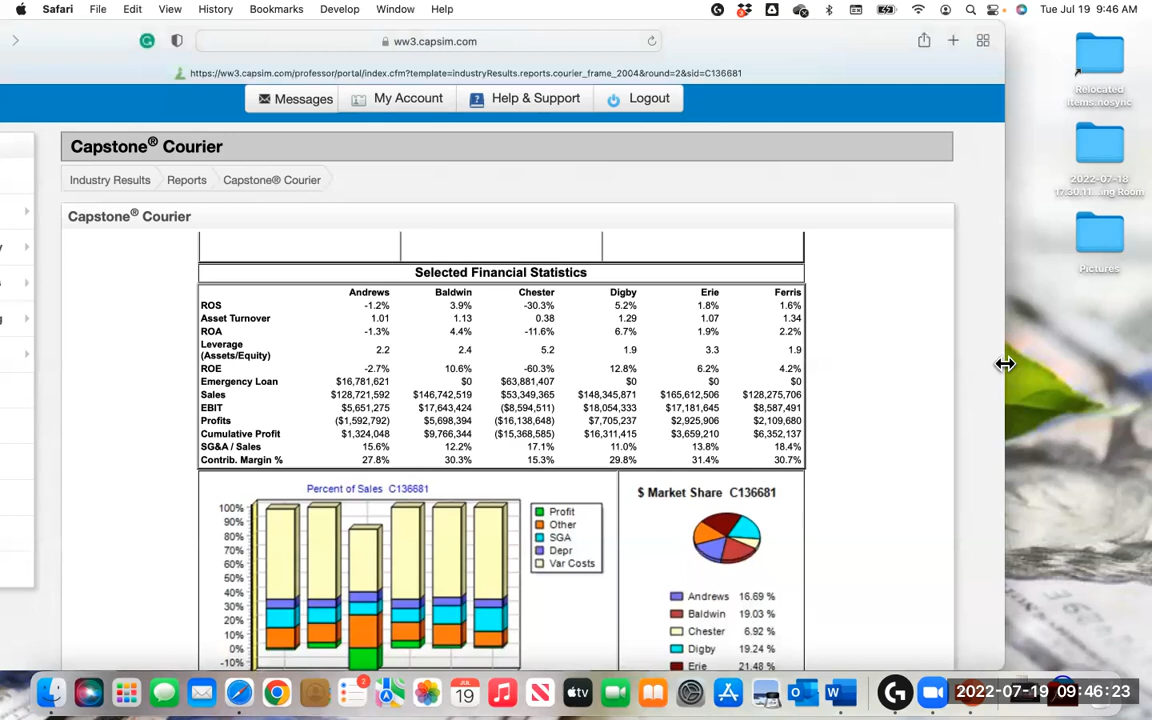 Safari File Edit View History Bookmarks Develop Window Help Tue Jul 19 9:46 AM
ww3.capsim.com
https://ww3.capsim.com/professor/portal/index.cfm?template=industryResults.reports.courier_frame_2004&round=2&sid=C136681
Messages My Account Help & Support Logout
Capstone® Courier
Industry Results Reports Capstone® Courier
Capstone® Courier
Selected Financial Statistics
Andrews Baldwin Chester Digby Erie Ferris
ROS -1.2% 3.9% -30.3% 5.2% 1.8% 1.6%
Asset Turnover 1.01 1.13 0.38 1.29 1.07 1.34
ROA -1.3% 4.4% -11.6% 6.7% 1.9% 2.2%
Leverage
(Assets/Equity) 2.2 2.4 5.2 1.9 3.3 1.9
ROE -2.7% 10.6% -60.3% 12.8% 6.2% 4.2%
Emergency Loan $16,781,621 $0 $63,881,407 $0 $0 $0
Sales $128,721,592 $146,742,519 $53,349,365 $148,345,871 $165,612,506 $128,275,706
EBIT $5,651,275 $17,643,424 ($8,594,511) $18,054,333 $17,181,645 $8,587,491
Profits ($1,592,792) $5,698,394 ($16,138,648) $7,705,237 $2,925,906 $2,109,680
Cumulative Profit $1,324,048 $9,766,344 ($15,368,585) $16,311,415 $3,659,210 $6,352,137
SG&A / Sales 15.6% 12.2% 17.1% 11.0% 13.8% 18.4%
Contrib. Margin % 27.8% 30.3% 15.3% 29.8% 31.4% 30.7%
Percent of Sales C136681
100%
90%
80%
70%
60%
50%
40%
30%
20%
10%
0%
-10%
Profit
Other
SGA
Depr
Var Costs
$ Market Share C136681
Andrews 16.69 %
Baldwin 19.03 %
Chester 6.92 %
Digby 19.24 %
Erie 21.48 %
Relocated
Items.nosync
2022-07-18
17.30.11...ing Room
Pictures
2
JUL
19
tv
W
2022-07-19 09:46:23